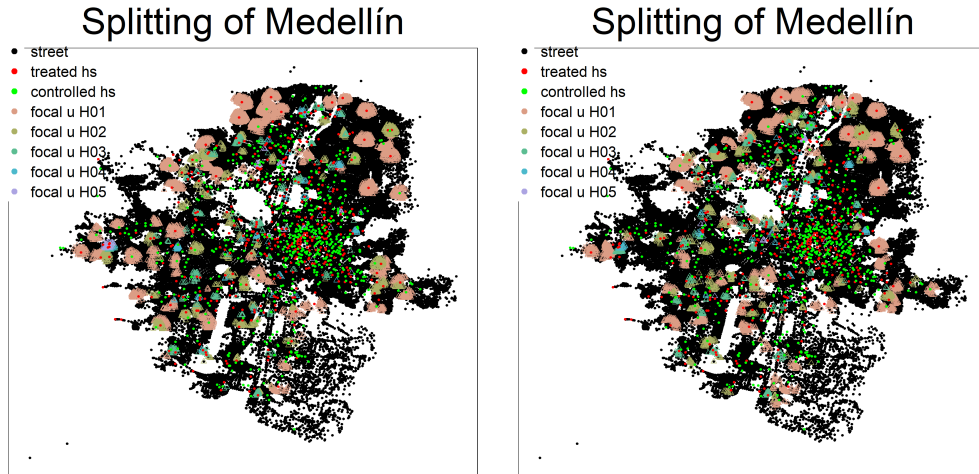 Splitting of Medellín
street
treated hs
controlled hs
focal u H01
focal u H02
focal u H03
focal u H04
focal u H05
Splitting of Medellín
street
treated hs
controlled hs
focal u H01
focal u H02
focal u H03
focal u H04
focal u H05